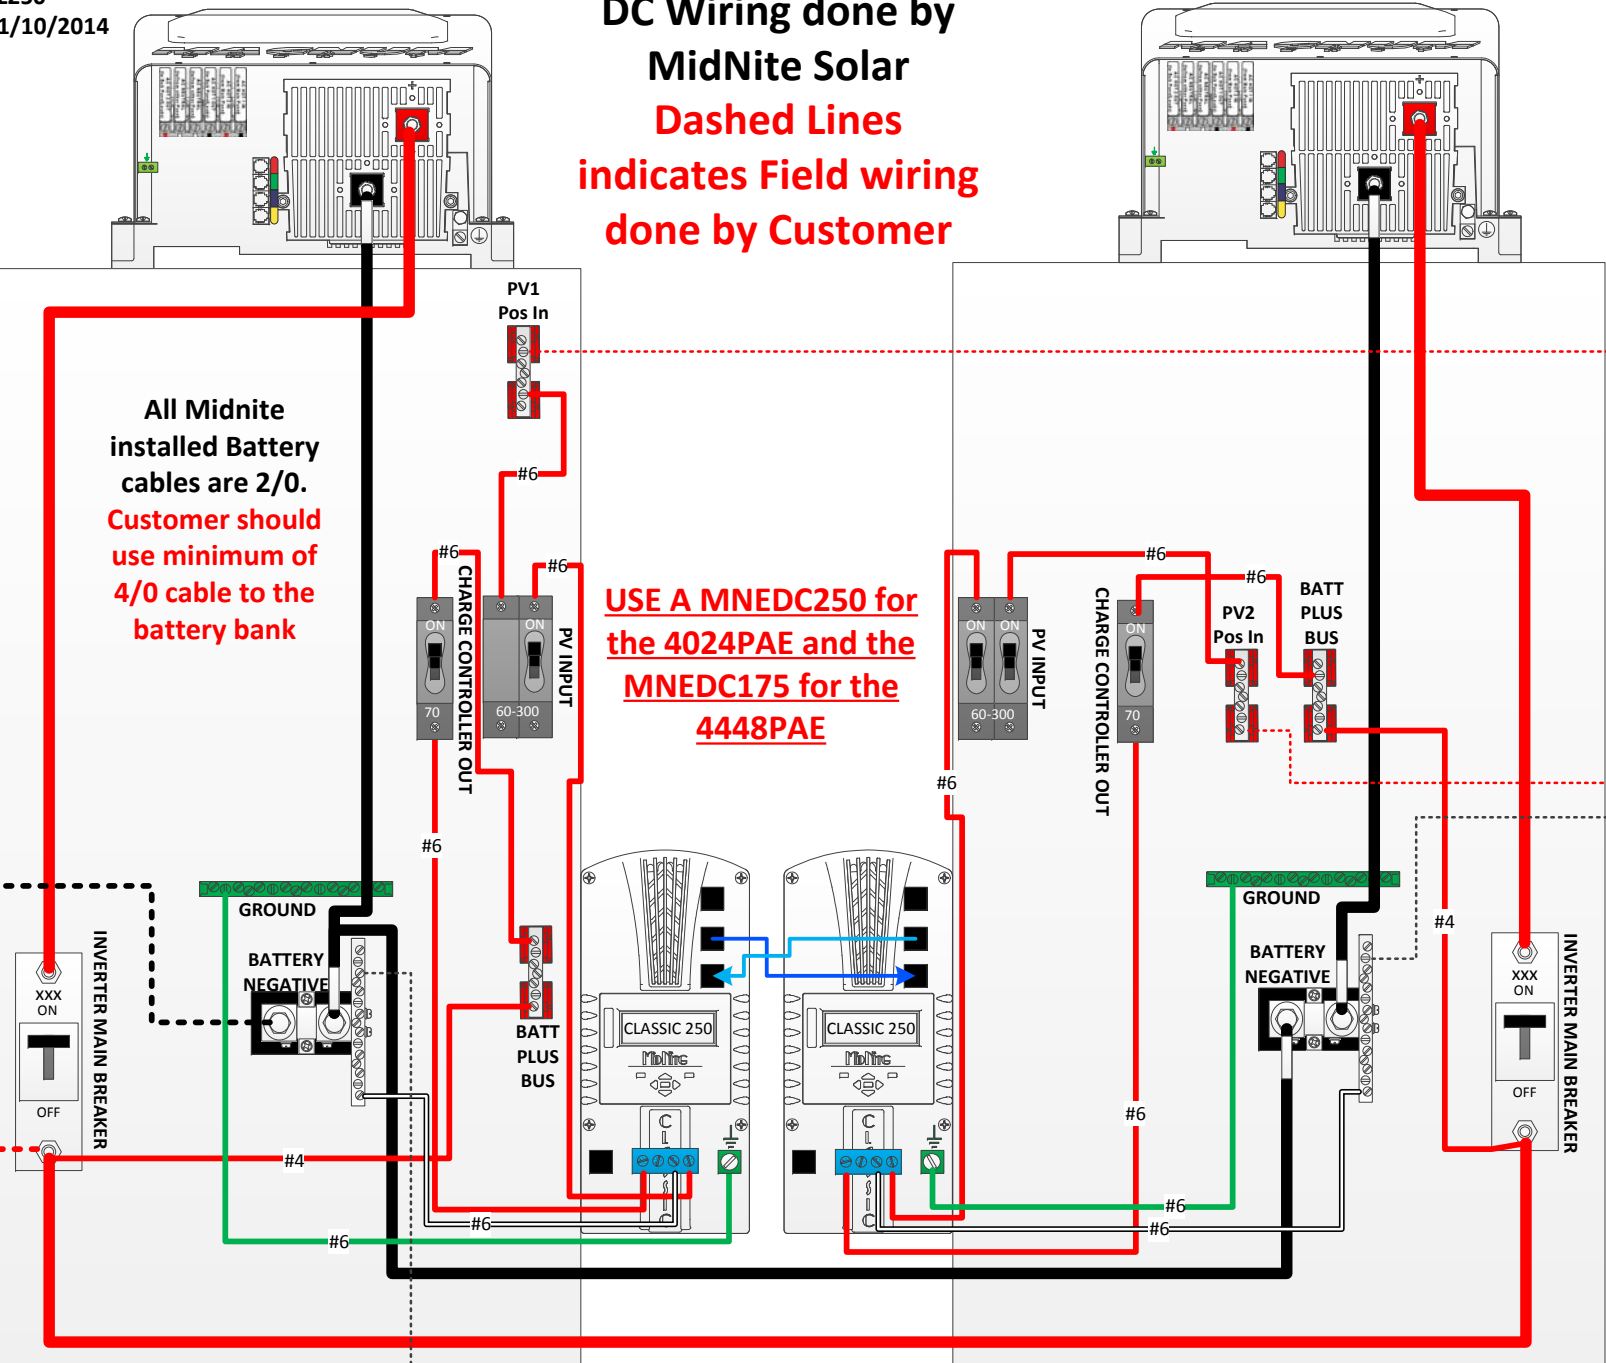 1/10/2014
DC Wiring done by
MidNite Solar
Dashed Lines
indicates Field wiring
done by Customer
PV1
Pos In
All Midnite
installed Battery
cables are 2/0.
Customer should
use minimum of
4/0 cable to the
battery bank
#6
#6
#6
#6
#6
ON
ON
ON
ON
ON
70
60-300
60-300
70
CHARGE CONTROLLER OUT
PV INPUT
USE A MNEDC250 for
the 4024PAE and the
MNEDC175 for the
4448PAE
PV INPUT
CHARGE CONTROLLER OUT
PV2
Pos In
BATT
PLUS
BUS
#6
#6
GROUND
GROUND
#4
BATTERY
NEGATIVE
BATTERY
NEGATIVE
INVERTER MAIN BREAKER
XXX
ON
OFF
BATT
PLUS
BUS
CLASSIC 250
MidNite
CLASSIC 250
MidNite
XXX
ON
OFF
INVERTER MAIN BREAKER
CLASSIC
CLASSIC
#6
#4
#6
#6
#6
#6